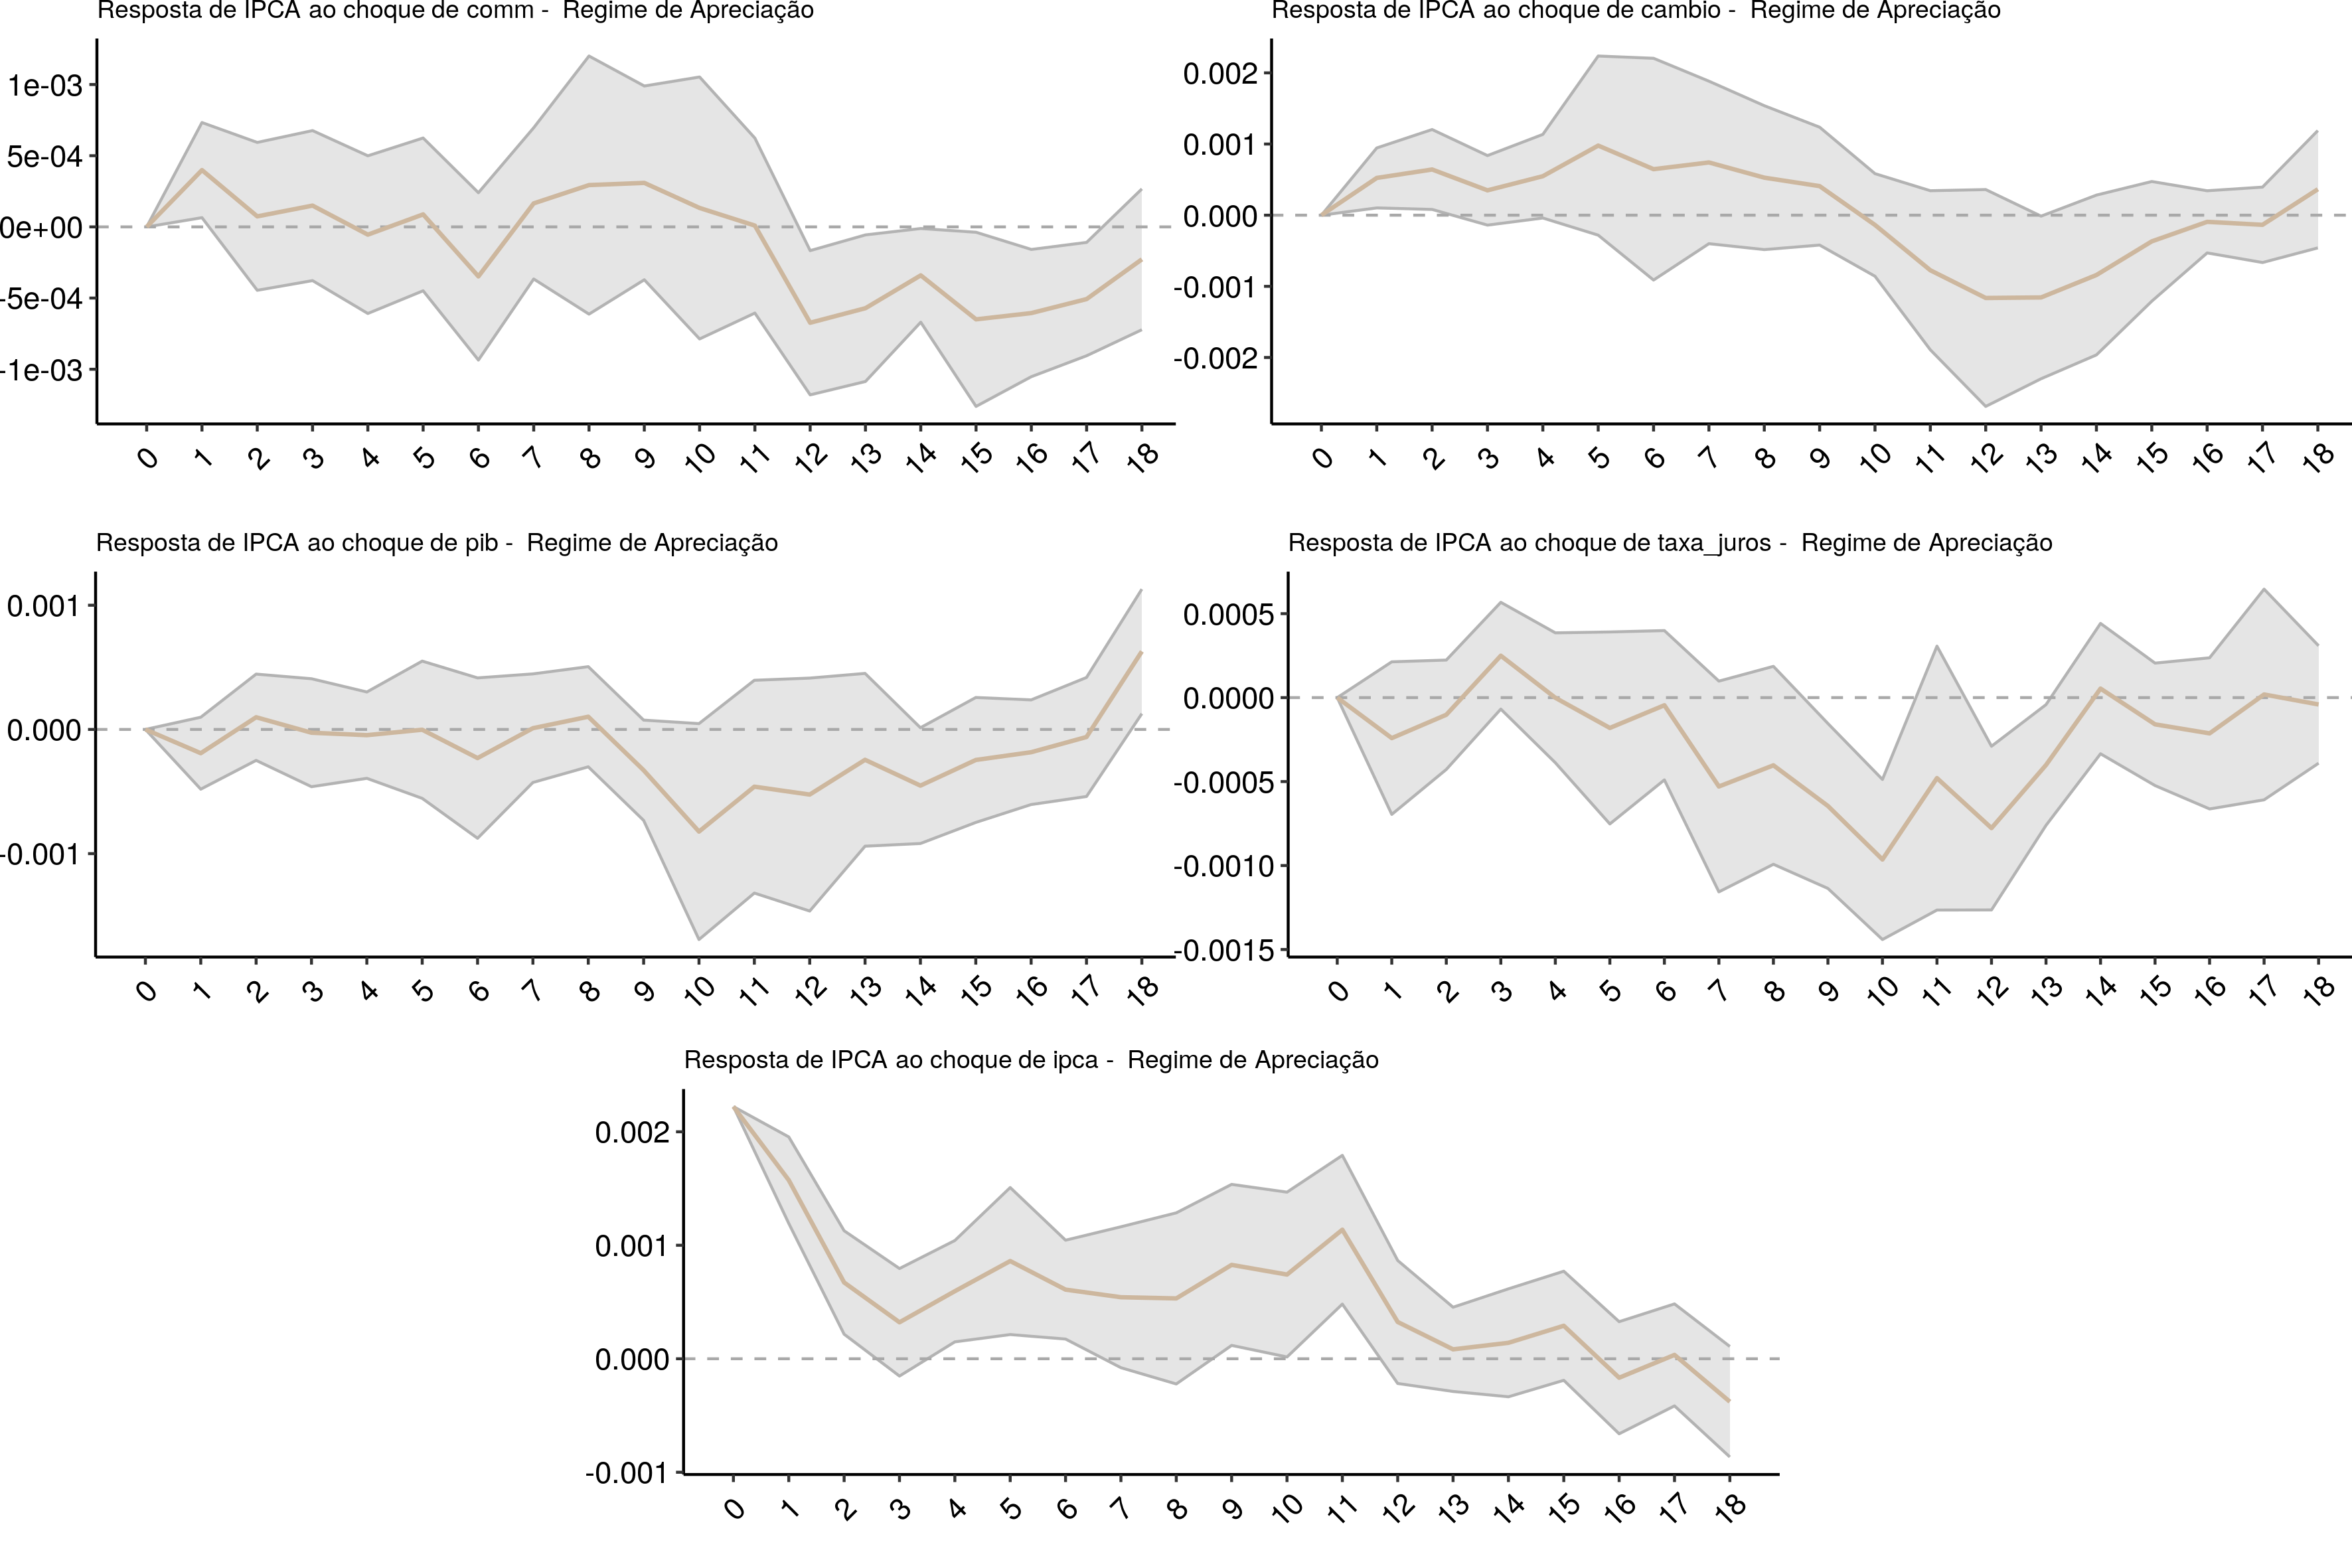 Resposta de IPCA ao choque de comm - Regime de Apreciação
1e-03
5e-04
0e+00
-5e-04
-1e-03
0 1 2 3 4 5 6 7 8 9 10 11 12 13 14 15 16 17 18
Resposta de IPCA ao choque de cambio - Regime de Apreciação
0.002
0.001
0.000
-0.001
-0.002
0 1 2 3 4 5 6 7 8 9 10 11 12 13 14 15 16 17 18
Resposta de IPCA ao choque de pib - Regime de Apreciação
0.001
0.000
-0.001
0 1 2 3 4 5 6 7 8 9 10 11 12 13 14 15 16 17 18
Resposta de IPCA ao choque de taxa_juros - Regime de Apreciação
0.0005
0.0000
-0.0005
-0.0010
-0.0015
0 1 2 3 4 5 6 7 8 9 10 11 12 13 14 15 16 17 18
Resposta de IPCA ao choque de ipca - Regime de Apreciação
0.002
0.001
0.000
-0.001
0 1 2 3 4 5 6 7 8 9 10 11 12 13 14 15 16 17 18